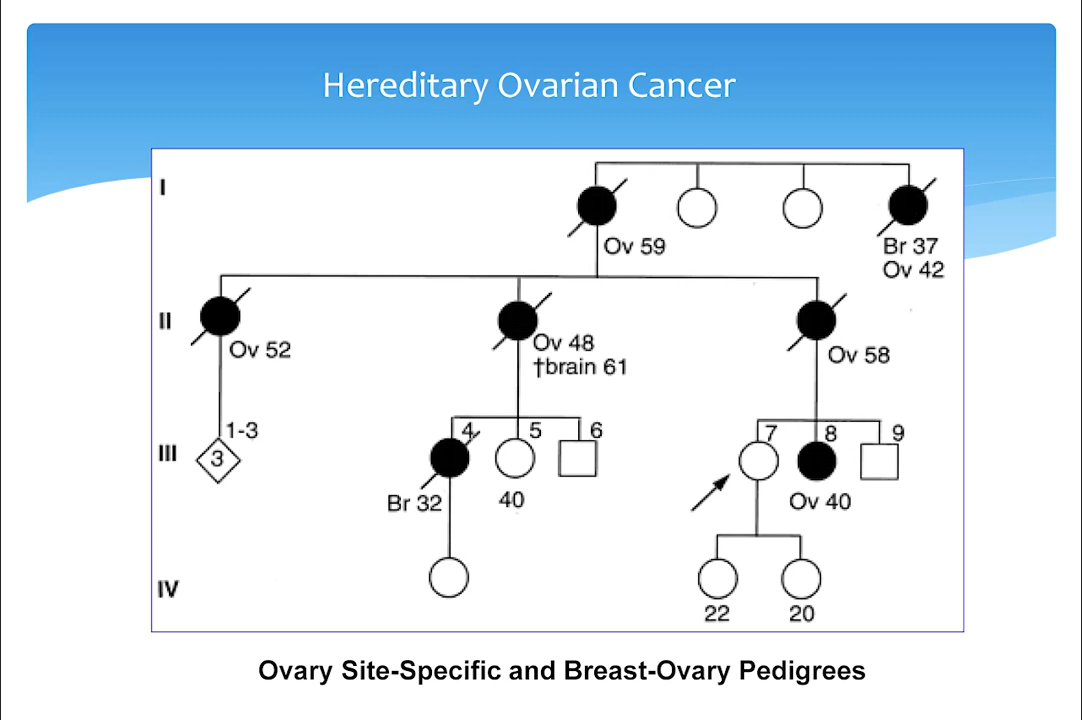 Hereditary Ovarian Cancer
I
Ov 59
Br 37
Ov 42
II
Ov 52
Ov 48
†brain 61
Ov 58
III
1-3
3
4
5
6
7
8
9
Br 32
40
Ov 40
IV
22
20
Ovary Site-Specific and Breast-Ovary Pedigrees